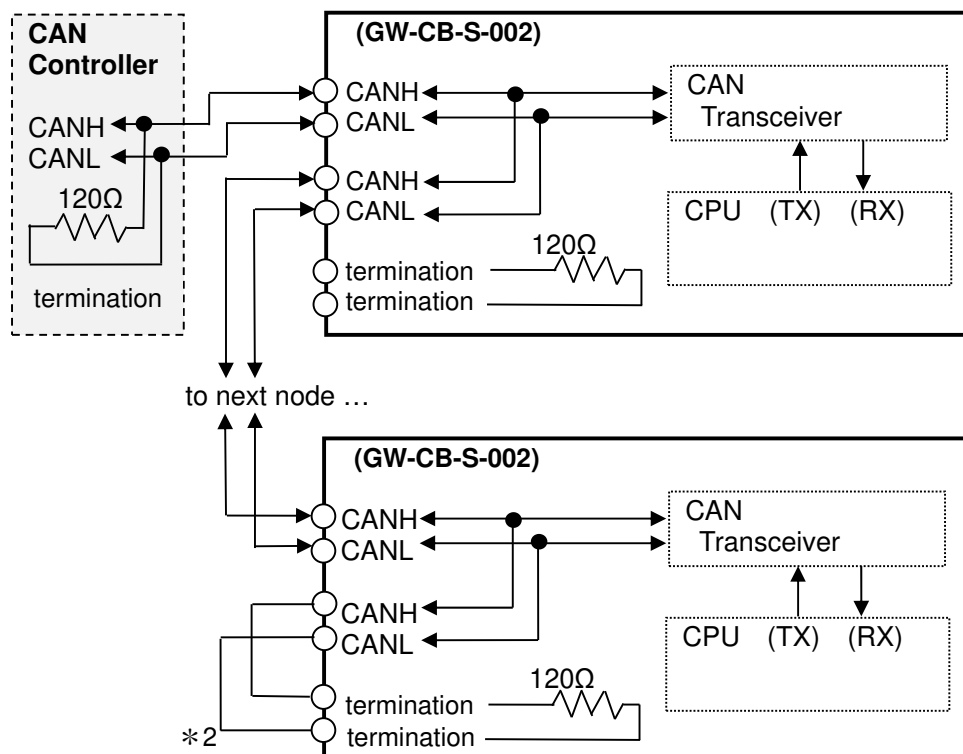 CAN
Controller
CANH
CANL
120Ω
termination
(GW-CB-S-002)
CANH
CANL
CANH
CANL
termination
termination
120Ω
CAN
Transceiver
CPU (TX) (RX)
to next node …
(GW-CB-S-002)
CANH
CANL
CANH
CANL
termination
termination
120Ω
CAN
Transceiver
CPU (TX) (RX)
＊2